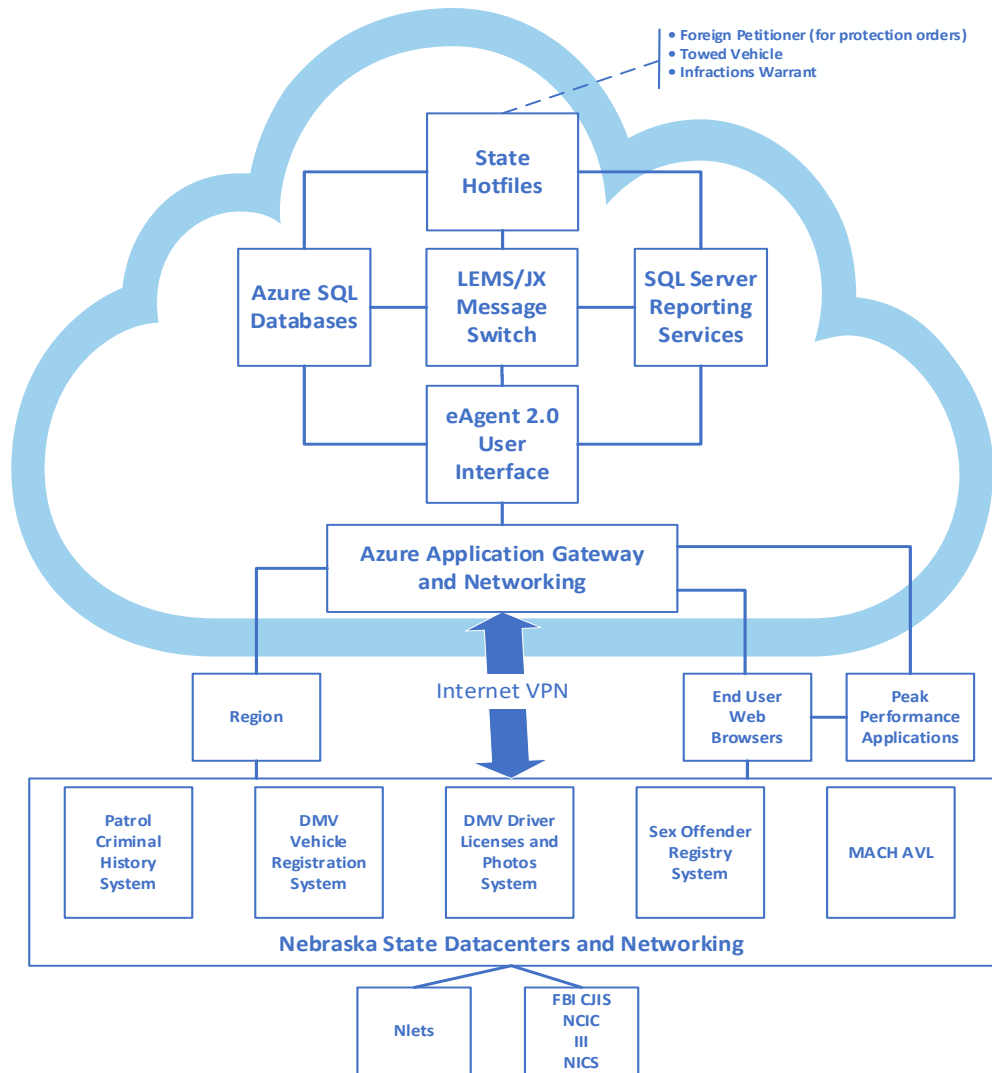 • Foreign Petitioner (for protection orders)
• Towed Vehicle
• Infractions Warrant
State
Hotfiles
Azure SQL
Databases
LEMS/JX
Message
Switch
SQL Server
Reporting
Services
eAgent 2.0
User
Interface
Azure Application Gateway
and Networking
Internet VPN
Region
End User
Web
Browsers
Peak
Performance
Applications
Patrol
Criminal
History
System
DMV
Vehicle
Registration
System
DMV Driver
Licenses and
Photos
System
Sex Offender
Registry
System
MACH AVL
Nebraska State Datacenters and Networking
Nlets
FBI CJIS
NCIC
III
NICS